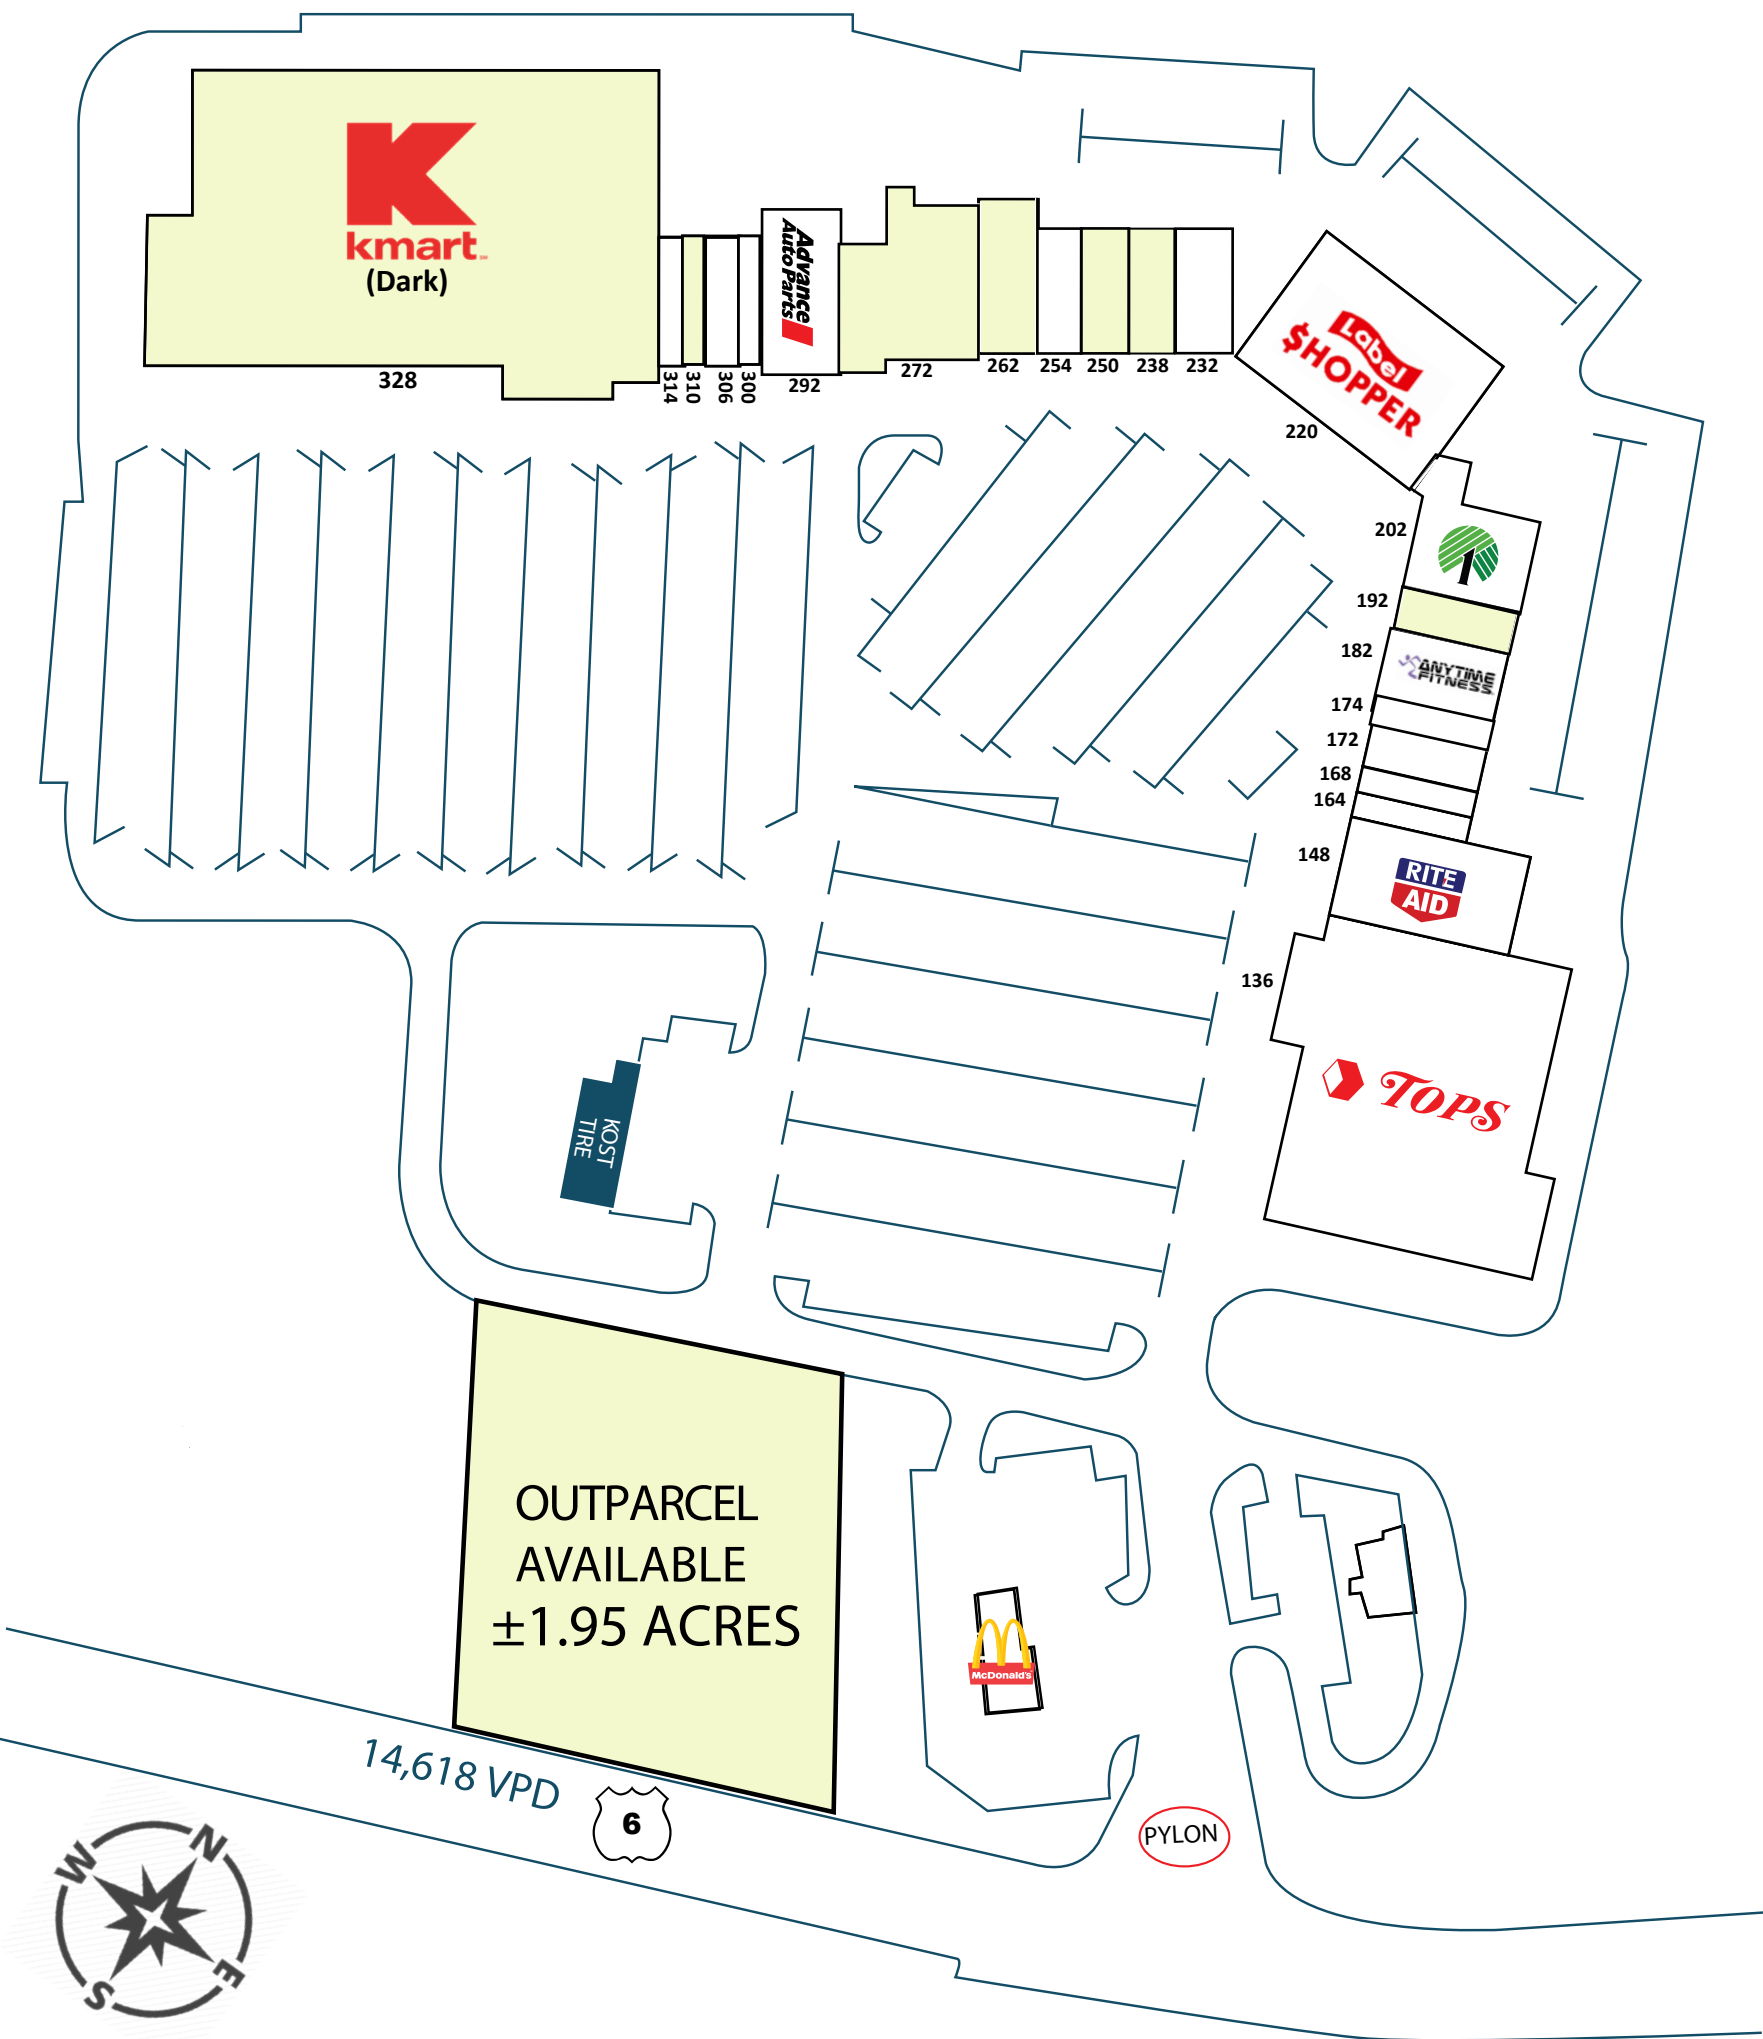 K
kmart
(Dark)
328
314
310
306
300
Advance
Auto Parts
292
272
262
254
250
238
232
Label
$HOPPER
220
202
1
192
182
ANYTIME
FITNESS
174
172
168
164
148
RITE
AID
136
TOPS
KOST
TIRE
OUTPARCEL
AVAILABLE
±1.95 ACRES
McDonald's
14,618 VPD
6
PYLON
N
W
E
S